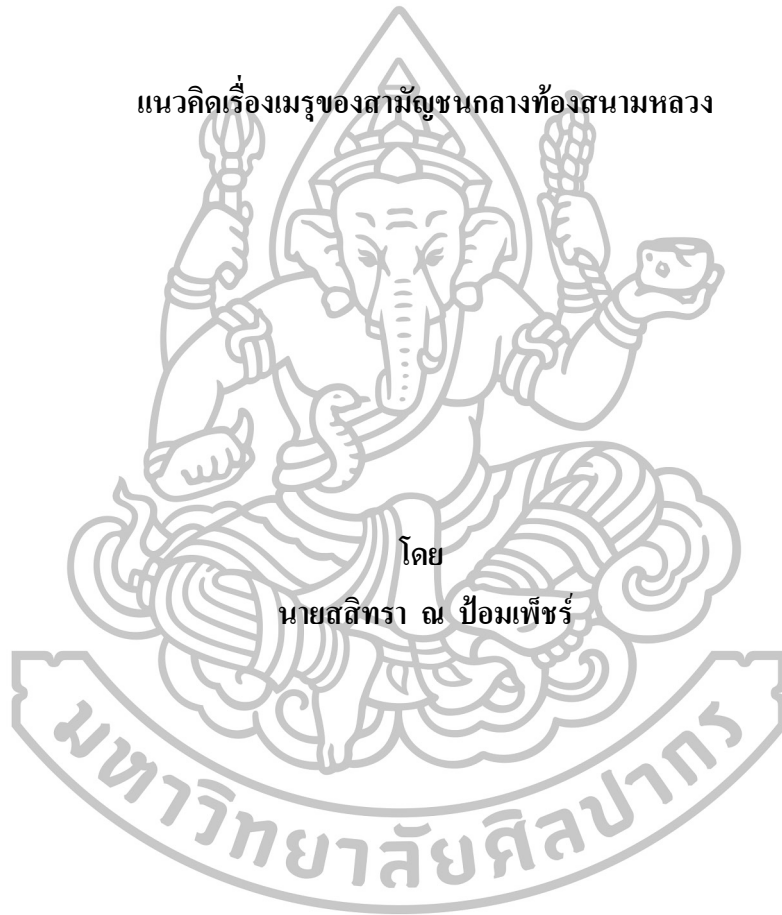 แนวคิดเรื่องเมรุของสามัญชนกลางท้องสนามหลวง
โดย
นายสสิทรา ณ ป้อมเพ็ชร์
มหาวิทยาลัยศิลปากร